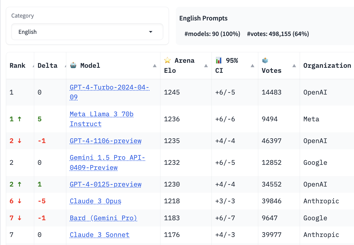 Category
English
English Prompts
#models: 90 (100%) #votes: 498,155 (64%)
Rank Delta Model Arena Elo 95% CI Votes Organization
1 0 GPT-4-Turbo-2024-04-09 1245 +6/-5 14483 OpenAI
1 ↑ 5 Meta Llama 3 70b Instruct 1236 +6/-6 9494 Meta
2 ↓ -1 GPT-4-1106-preview 1235 +4/-4 46397 OpenAI
2 0 Gemini 1.5 Pro API-0409-Preview 1232 +6/-5 12852 Google
2 ↑ 1 GPT-4-0125-preview 1230 +4/-4 34552 OpenAI
6 ↓ -5 Claude 3 Opus 1218 +3/-3 39846 Anthropic
7 ↓ -1 Bard (Gemini Pro) 1183 +6/-7 9647 Google
7 0 Claude 3 Sonnet 1176 +4/-3 39977 Anthropic